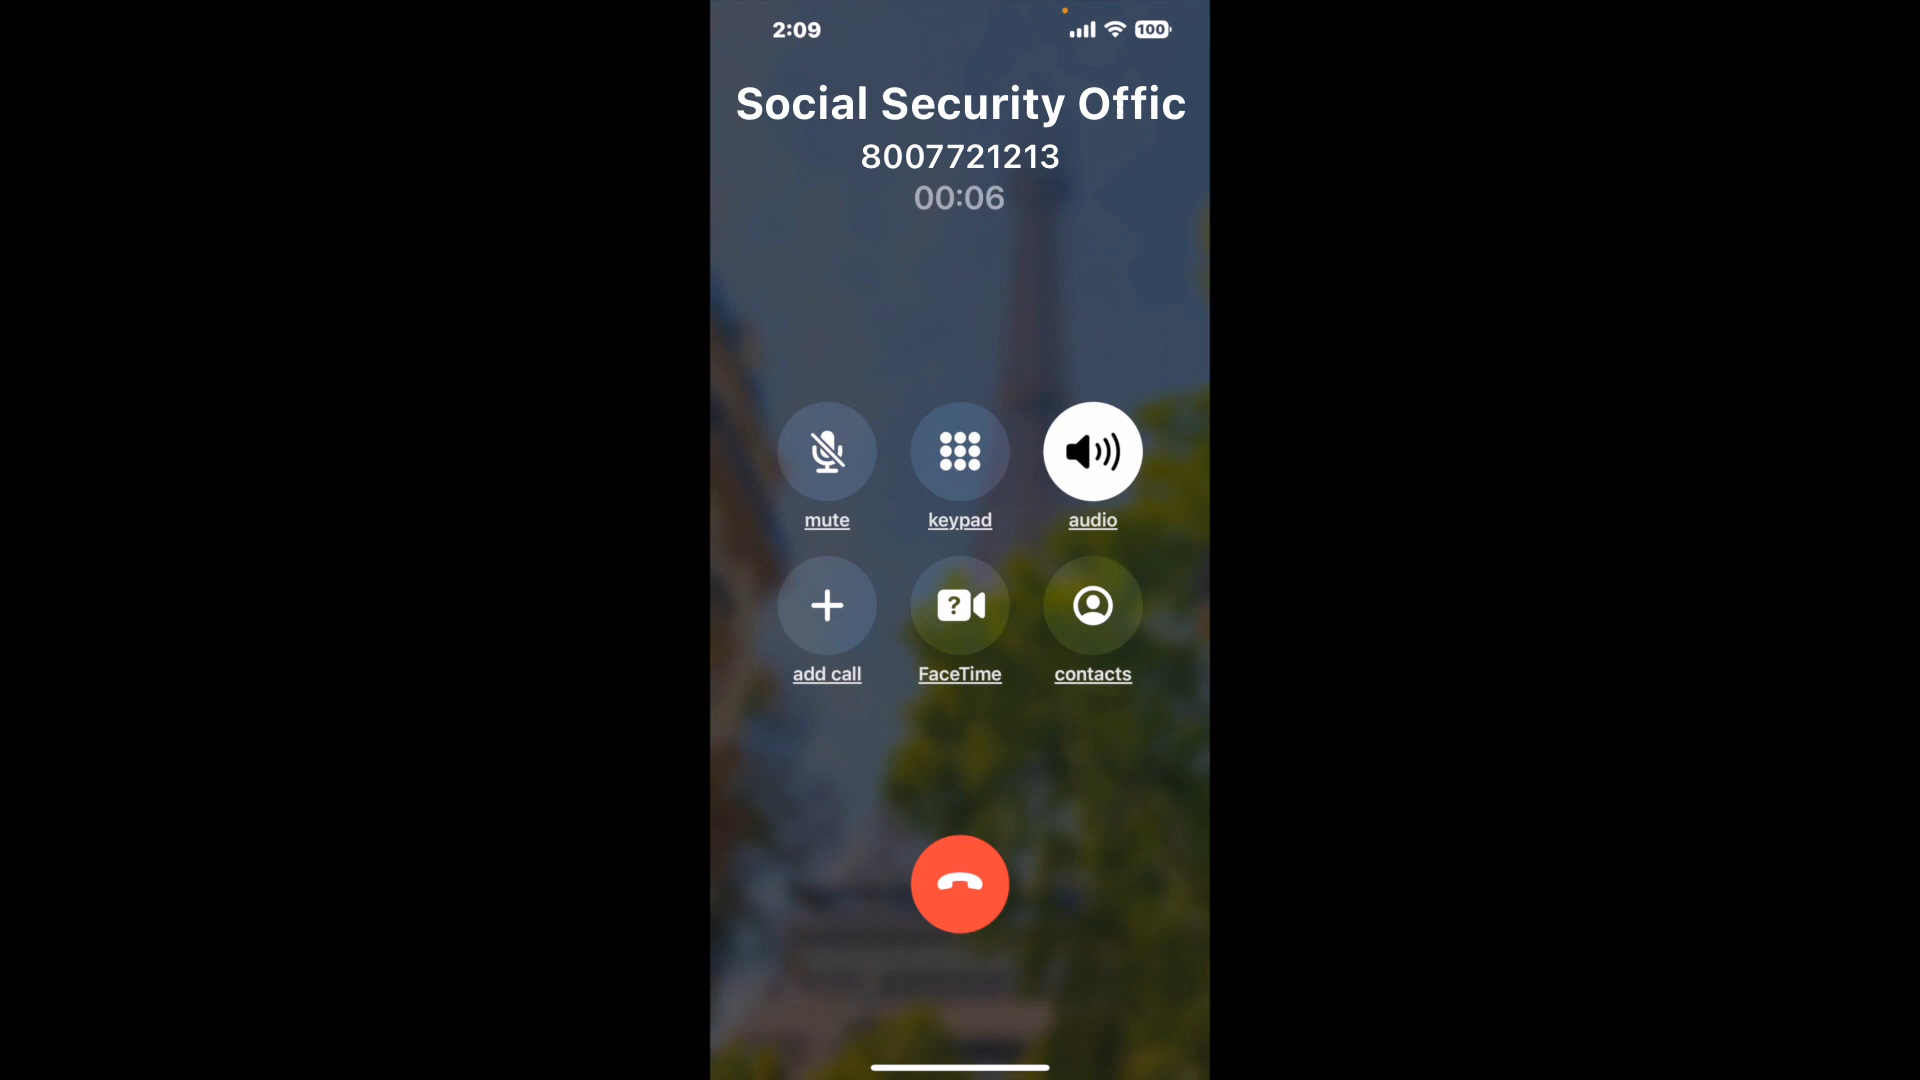 2:09
100
Social Security Offic
8007721213
00:06
mute
keypad
audio
?
add call
FaceTime
contacts